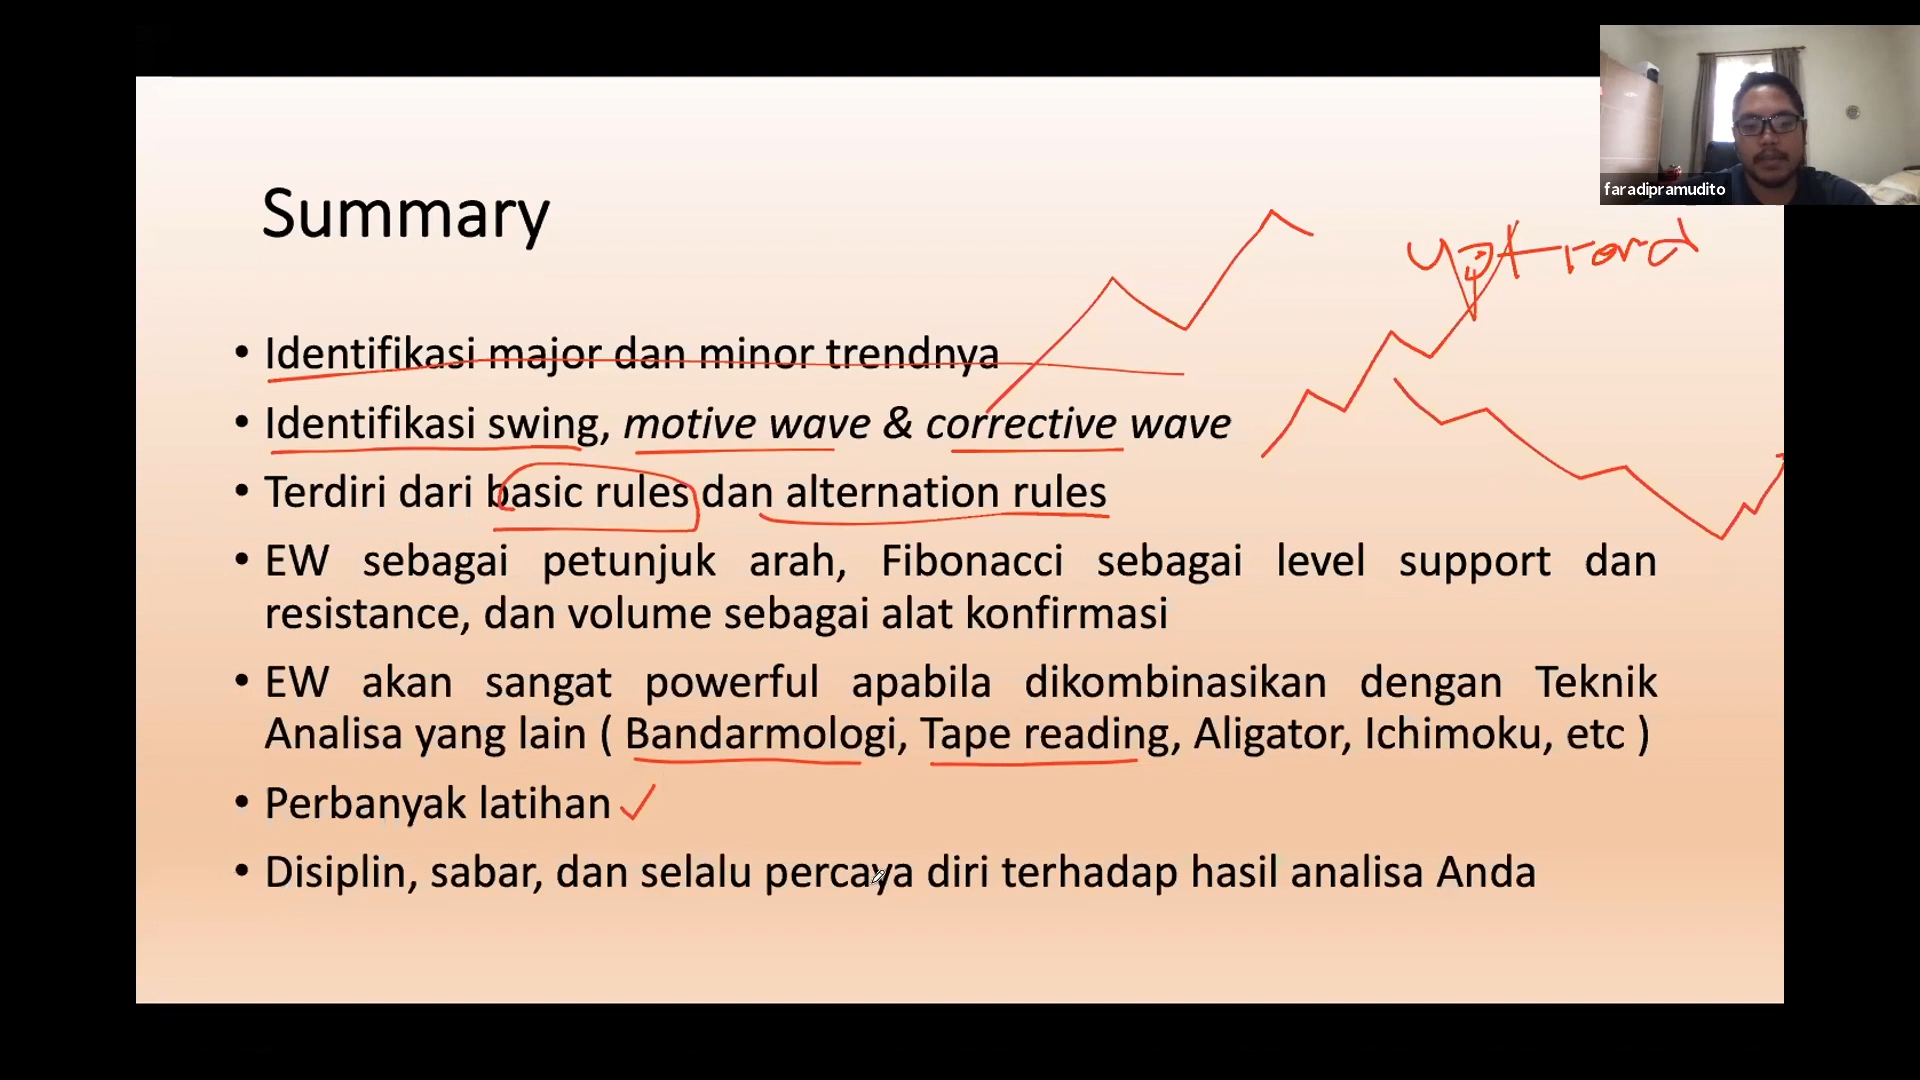 faradipramudito
Summary
uptrend
• Identifikasi major dan minor trendnya
• Identifikasi swing, motive wave & corrective wave
• Terdiri dari basic rules dan alternation rules
• EW sebagai petunjuk arah, Fibonacci sebagai level support dan
resistance, dan volume sebagai alat konfirmasi
• EW akan sangat powerful apabila dikombinasikan dengan Teknik
Analisa yang lain ( Bandarmologi, Tape reading, Aligator, Ichimoku, etc )
• Perbanyak latihan
• Disiplin, sabar, dan selalu percaya diri terhadap hasil analisa Anda